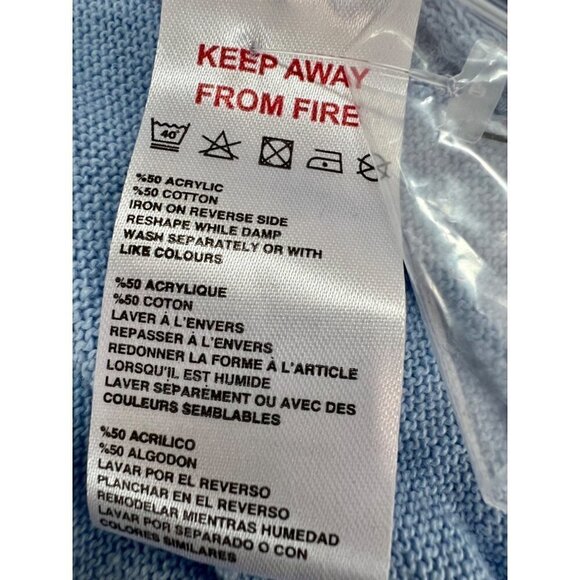 KEEP AWAY
FROM FIRE
40°
%50 ACRYLIC
%50 COTTON
IRON ON REVERSE SIDE
RESHAPE WHILE DAMP
WASH SEPARATELY OR WITH
LIKE COLOURS
%50 ACRYLIQUE
%50 COTON
LAVER À L'ENVERS
REPASSER À L'ENVERS
REDONNER LA FORME À L'ARTICLE
LORSQU'IL EST HUMIDE
LAVER SEPARÉMENT OU AVEC DES
COULEURS SEMBLABLES
%50 ACRILICO
%50 ALGODON
LAVAR POR EL REVERSO
PLANCHAR EN EL REVERSO
REMODELAR MIENTRAS HUMEDAD
LAVAR POR SEPARADO O CON
COLORES SIMILARES